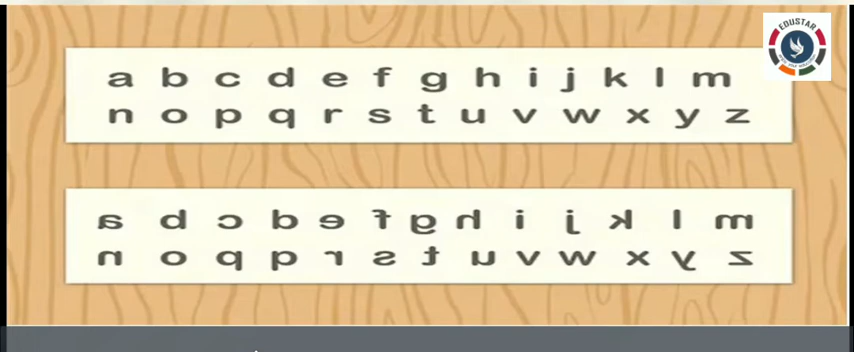 EDUSTAR
a b c d e f g h i j k l m
n o p q r s t u v w x y z
a b c d e f g h i j k l m
n o p q r s t u v w x y z